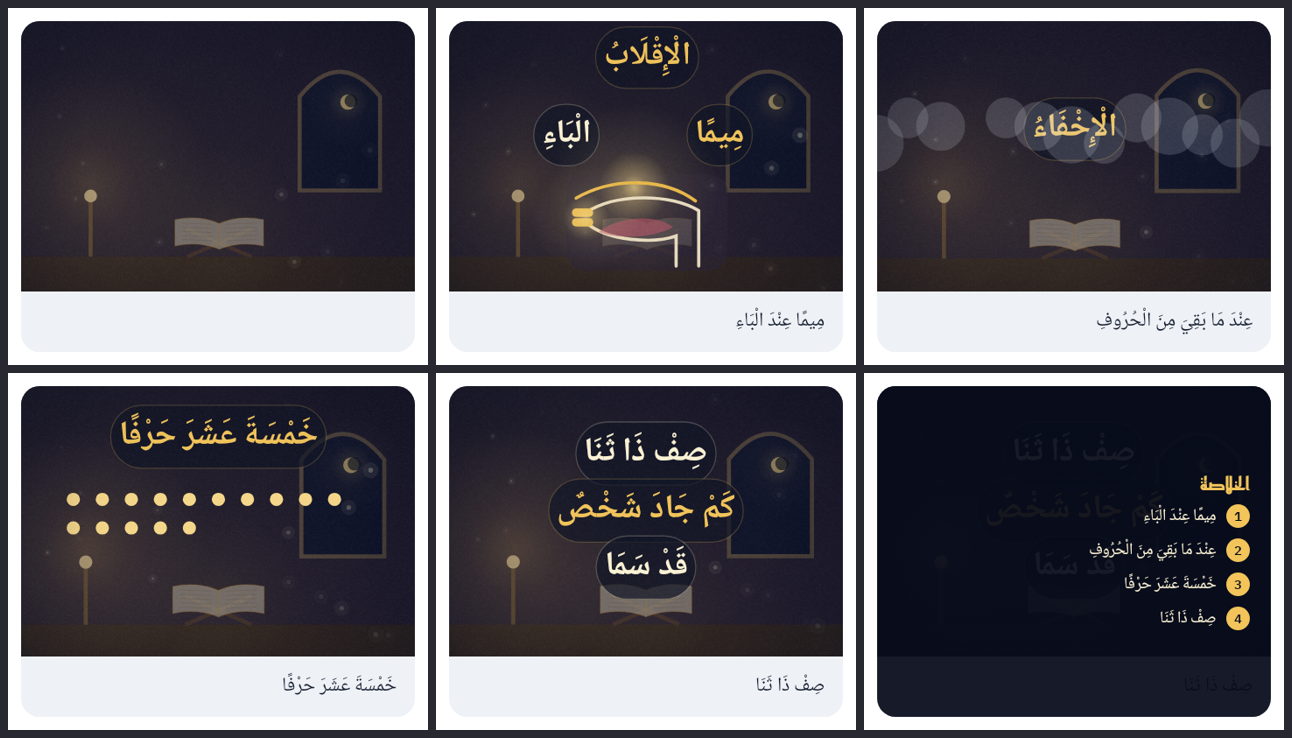 الْإِقْلَابُ
مِيمًا
الْبَاءِ
مِيمًا عِنْدَ الْبَاءِ
الْإِخْفَاءُ
عِنْدَ مَا بَقِيَ مِنَ الْحُرُوفِ
خَمْسَةَ عَشَرَ حَرْفًا
خَمْسَةَ عَشَرَ حَرْفًا
صِفْ ذَا ثَنَا
كَمْ جَادَ شَخْصٌ
قَدْ سَمَا
صِفْ ذَا ثَنَا
صِفْ ذَا ثَنَا
كَمْ جَادَ شَخْصٌ
قَدْ سَمَا
الخلاصة
1 مِيمًا عِنْدَ الْبَاءِ
2 عِنْدَ مَا بَقِيَ مِنَ الْحُرُوفِ
3 خَمْسَةَ عَشَرَ حَرْفًا
4 صِفْ ذَا ثَنَا
صِفْ ذَا ثَنَا